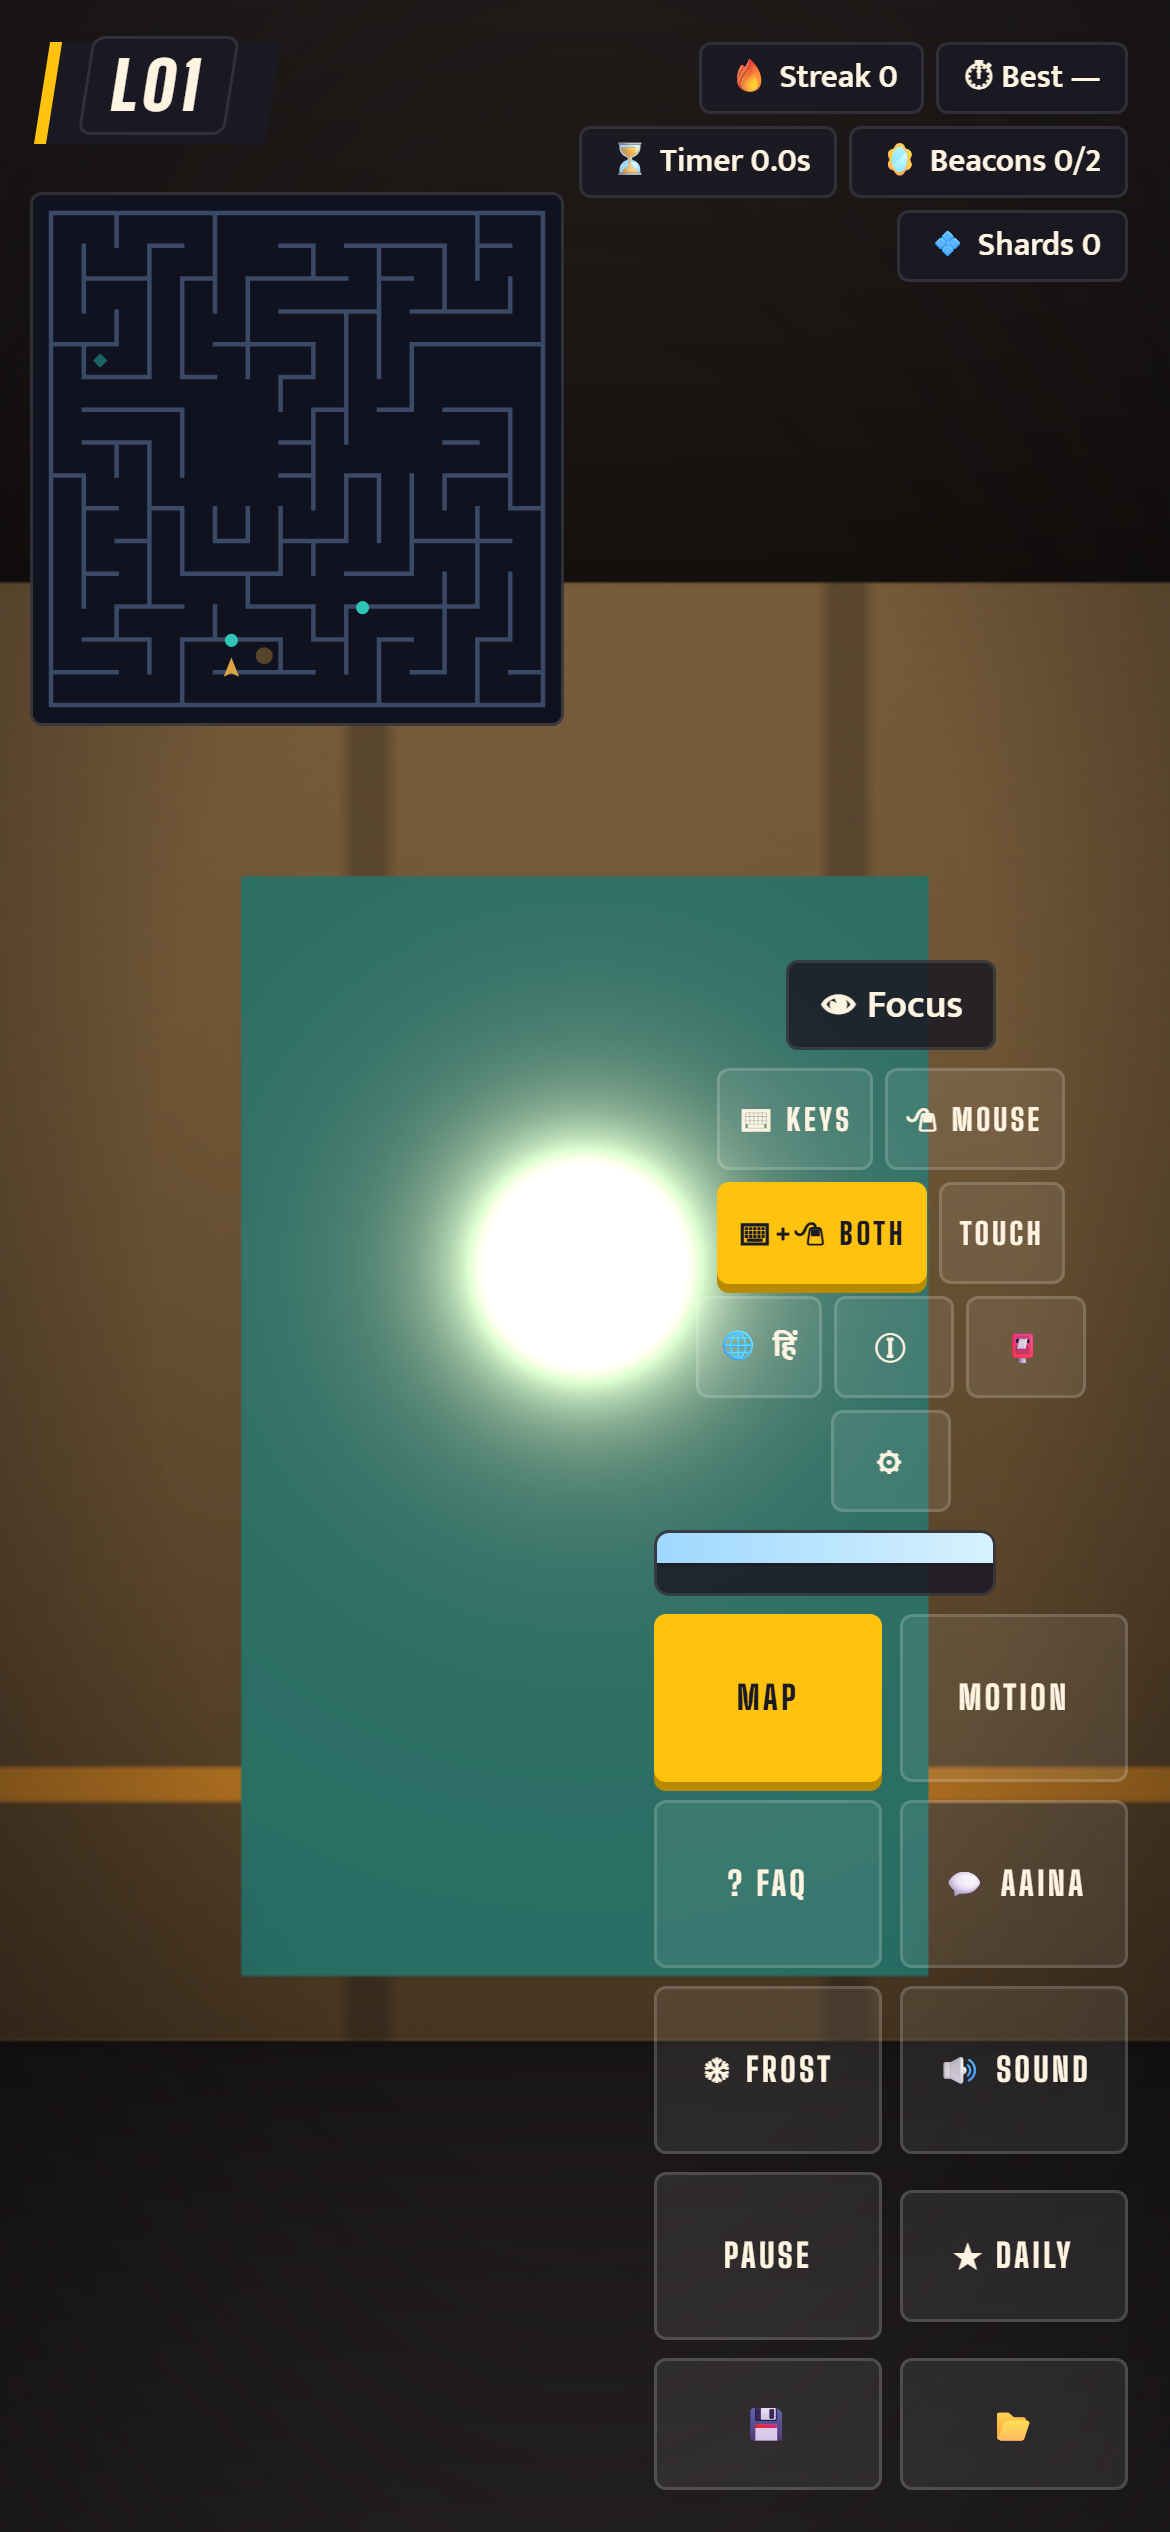 L01
🔥 Streak 0
⏱ Best —
⏳ Timer 0.0s
🪞 Beacons 0/2
💠 Shards 0
👁 Focus
⌨ KEYS
🖱 MOUSE
⌨+🖱 BOTH
TOUCH
🌐 हिं
Ⓘ
MAP
MOTION
? FAQ
💬 AAINA
❄ FROST
🔊 SOUND
PAUSE
★ DAILY